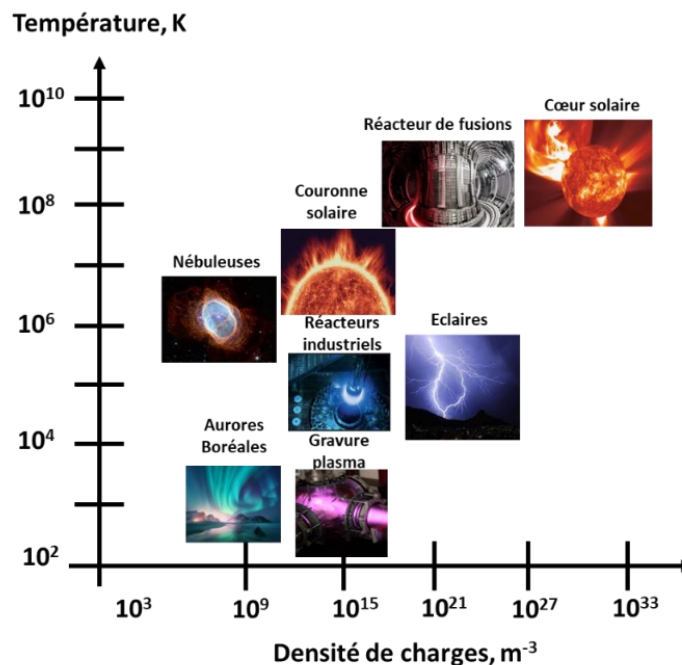 Température, K
10¹⁰
Cœur solaire
Réacteur de fusions
10⁸
Couronne
solaire
Nébuleuses
10⁶
Réacteurs
industriels
Eclaires
10⁴
Aurores
Boréales
Gravure
plasma
10²
10³
10⁹
10¹⁵
10²¹
10²⁷
10³³
Densité de charges, m⁻³